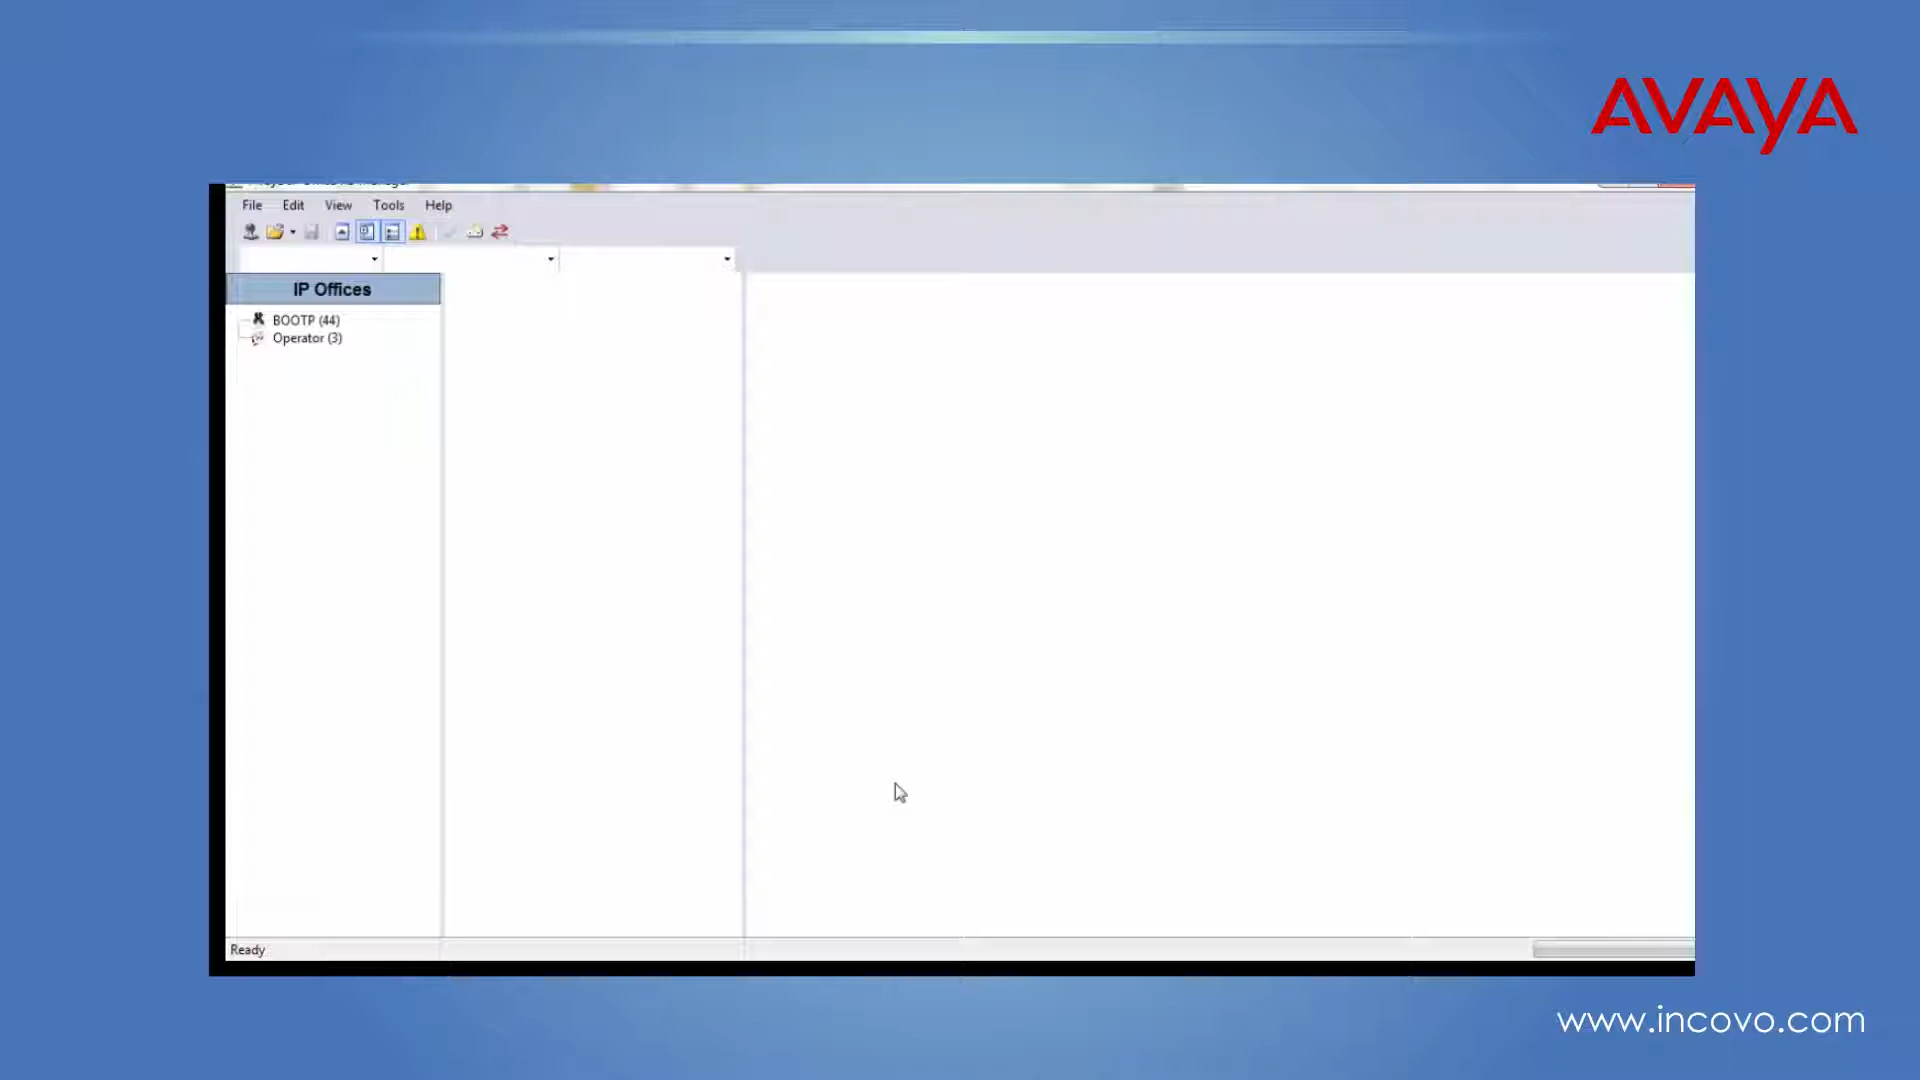 AVAYA
File Edit View Tools Help
IP Offices
BOOTP (44)
Operator (3)
Ready
www.incovo.com